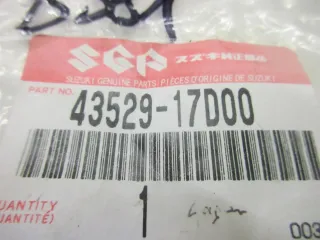 SGP スズキ純正部品
SUZUKI GENUINE PARTS/PIÈCES D'ORIGINE DE SUZUKI
PART NO. 43529-17D00
QUANTITY
QUANTITÉ) 1
003